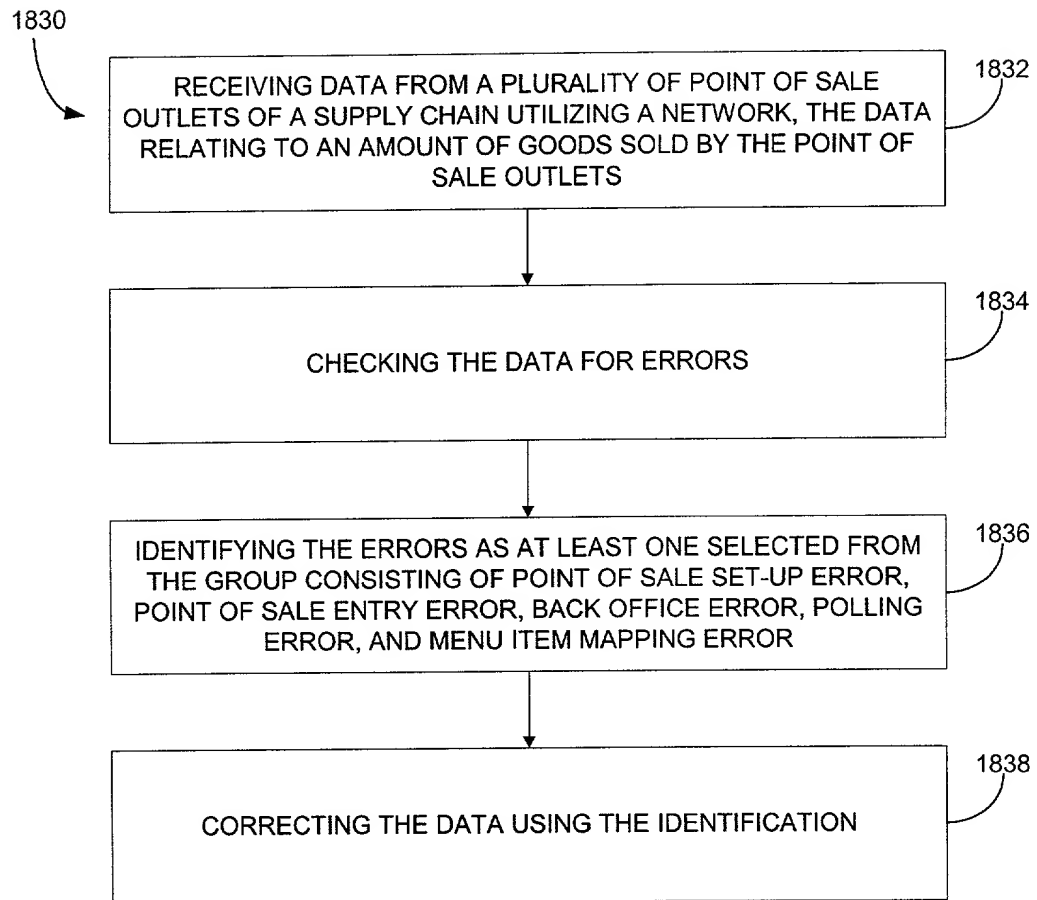 1830
RECEIVING DATA FROM A PLURALITY OF POINT OF SALE
OUTLETS OF A SUPPLY CHAIN UTILIZING A NETWORK, THE DATA
RELATING TO AN AMOUNT OF GOODS SOLD BY THE POINT OF
SALE OUTLETS
1832
CHECKING THE DATA FOR ERRORS
1834
IDENTIFYING THE ERRORS AS AT LEAST ONE SELECTED FROM
THE GROUP CONSISTING OF POINT OF SALE SET-UP ERROR,
POINT OF SALE ENTRY ERROR, BACK OFFICE ERROR, POLLING
ERROR, AND MENU ITEM MAPPING ERROR
1836
CORRECTING THE DATA USING THE IDENTIFICATION
1838